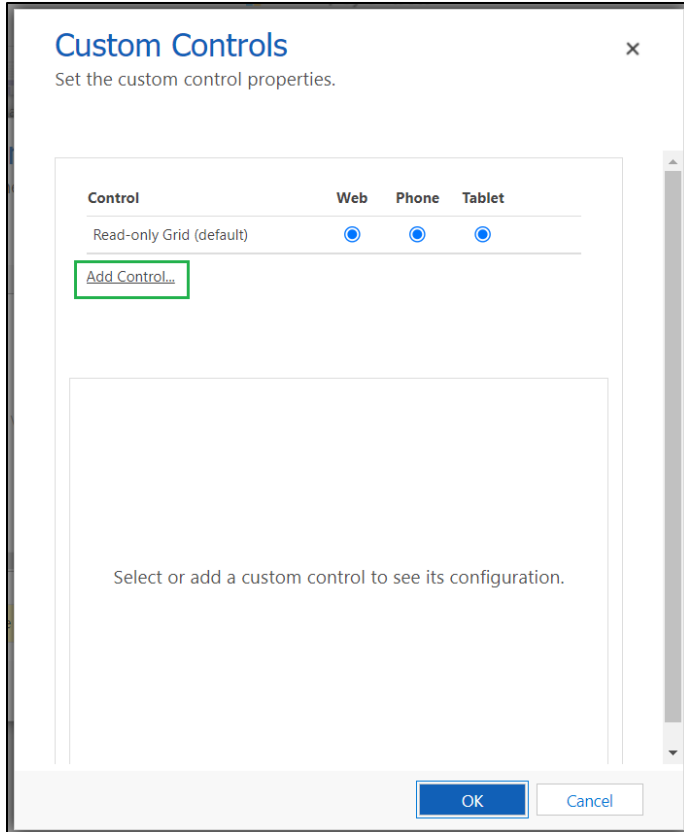 Custom Controls
Set the custom control properties.
Control Web Phone Tablet
Read-only Grid (default)
Add Control...
Select or add a custom control to see its configuration.
OK Cancel